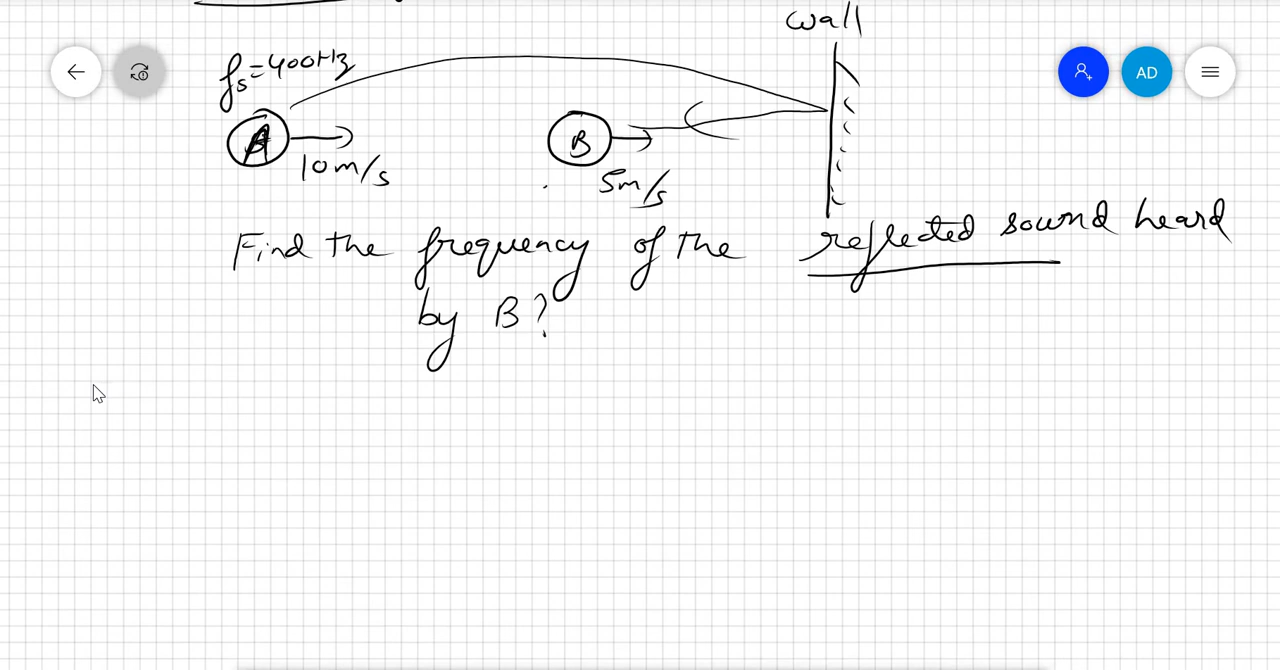 wall
fs=400Hz
A
B
10m/s
5m/s
Find the frequency of the reflected sound heard
by B?
AD